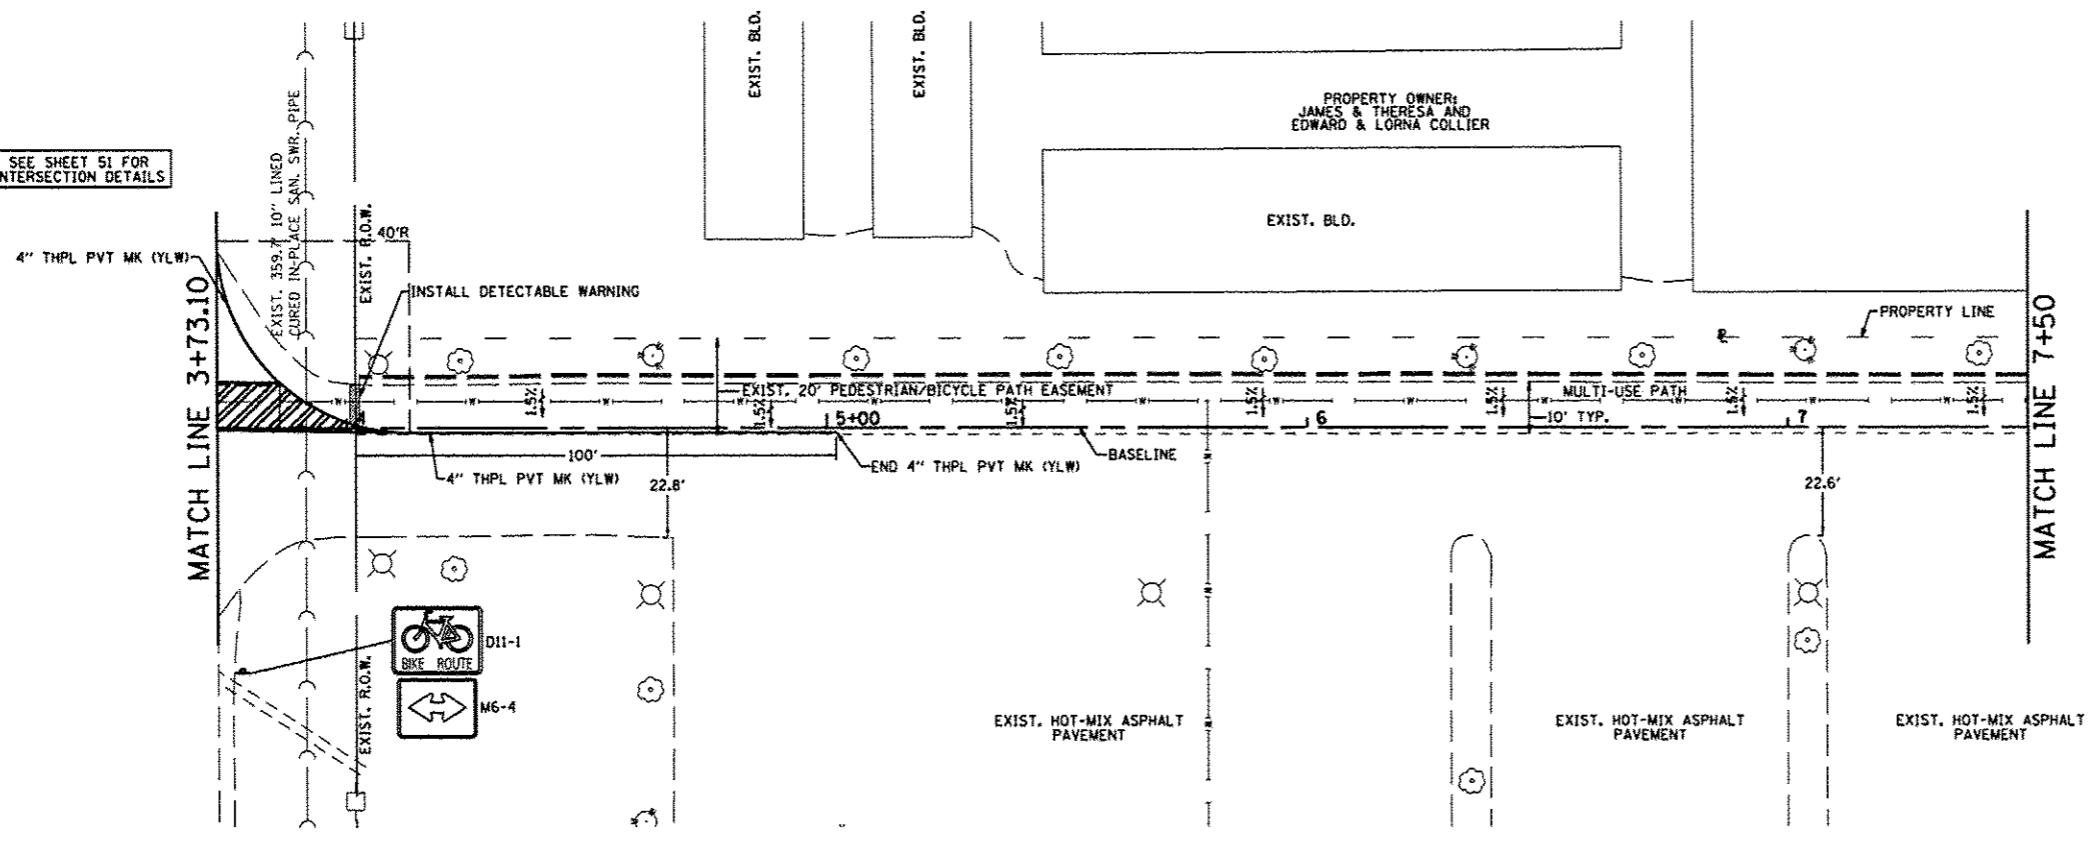 EXIST. BLD.
EXIST. BLD.
PROPERTY OWNER:
JAMES & THERESA AND
EDWARD & LORNA COLLIER
SEE SHEET 51 FOR
NTERSECTION DETAILS
EXIST. 359.7' 10" LINED
CURED IN-PLACE SAN. SWR. PIPE
EXIST. R.O.W.
40'R
EXIST. BLD.
4" THPL PVT MK (YLW)
INSTALL DETECTABLE WARNING
MATCH LINE 3+73.10
PROPERTY LINE
MATCH LINE 7+50
EXIST. 20' PEDESTRIAN/BICYCLE PATH EASEMENT
MULTI-USE PATH
1.5%
1.5%
1.5%
1.5%
1.5%
1.5%
1.5%
5+00
6
10' TYP.
7
100'
BASELINE
END 4" THPL PVT MK (YLW)
4" THPL PVT MK (YLW)
22.8'
22.6'
BIKE ROUTE
D11-1
M6-4
EXIST. R.O.W.
EXIST. HOT-MIX ASPHALT
PAVEMENT
EXIST. HOT-MIX ASPHALT
PAVEMENT
EXIST. HOT-MIX ASPHALT
PAVEMENT